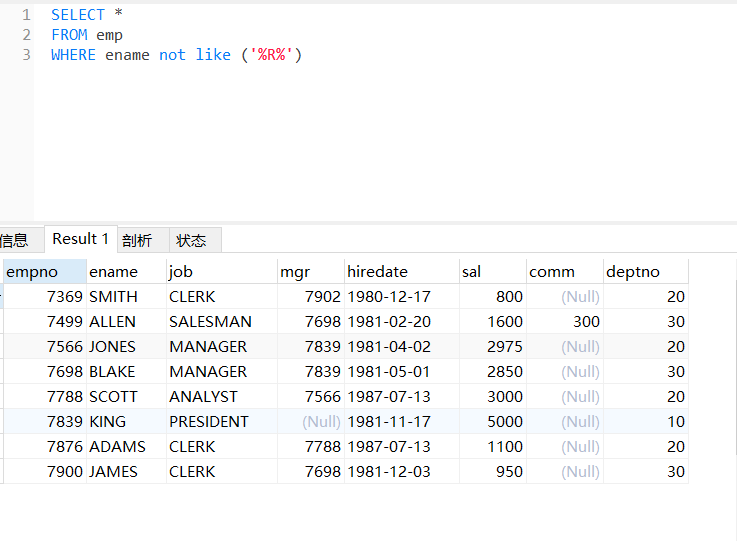 1 SELECT *
2 FROM emp
3 WHERE ename not like ('%R%')
信息 Result 1 剖析 状态
empno ename job mgr hiredate sal comm deptno
7369 SMITH CLERK 7902 1980-12-17 800 (Null) 20
7499 ALLEN SALESMAN 7698 1981-02-20 1600 300 30
7566 JONES MANAGER 7839 1981-04-02 2975 (Null) 20
7698 BLAKE MANAGER 7839 1981-05-01 2850 (Null) 30
7788 SCOTT ANALYST 7566 1987-07-13 3000 (Null) 20
7839 KING PRESIDENT (Null) 1981-11-17 5000 (Null) 10
7876 ADAMS CLERK 7788 1987-07-13 1100 (Null) 20
7900 JAMES CLERK 7698 1981-12-03 950 (Null) 30